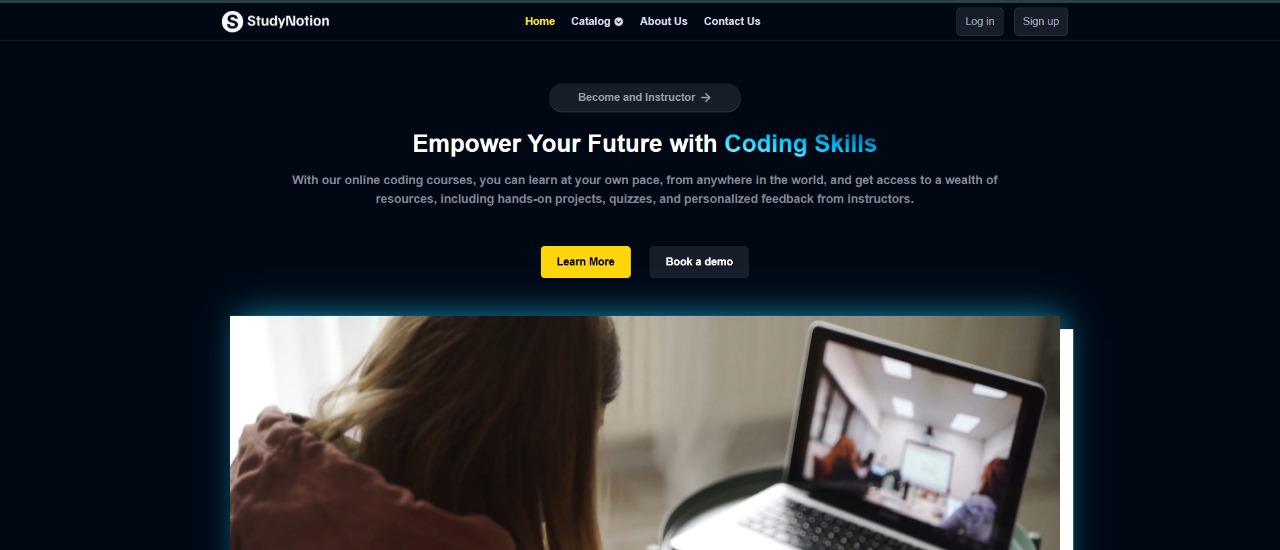 StudyNotion
Home
Catalog
About Us
Contact Us
Log in
Sign up
Become and Instructor
Empower Your Future with Coding Skills
With our online coding courses, you can learn at your own pace, from anywhere in the world, and get access to a wealth of
resources, including hands-on projects, quizzes, and personalized feedback from instructors.
Learn More
Book a demo